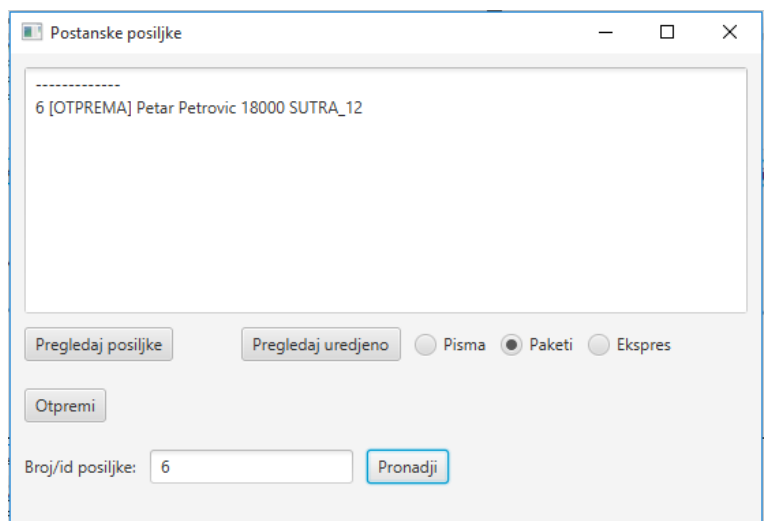 Postanske posiljke
-------------
6 [OTPREMA] Petar Petrovic 18000 SUTRA_12
Pregledaj posiljke Pregledaj uredjeno Pisma Paketi Ekspres
Otpremi
Broj/id posiljke: 6 Pronadji